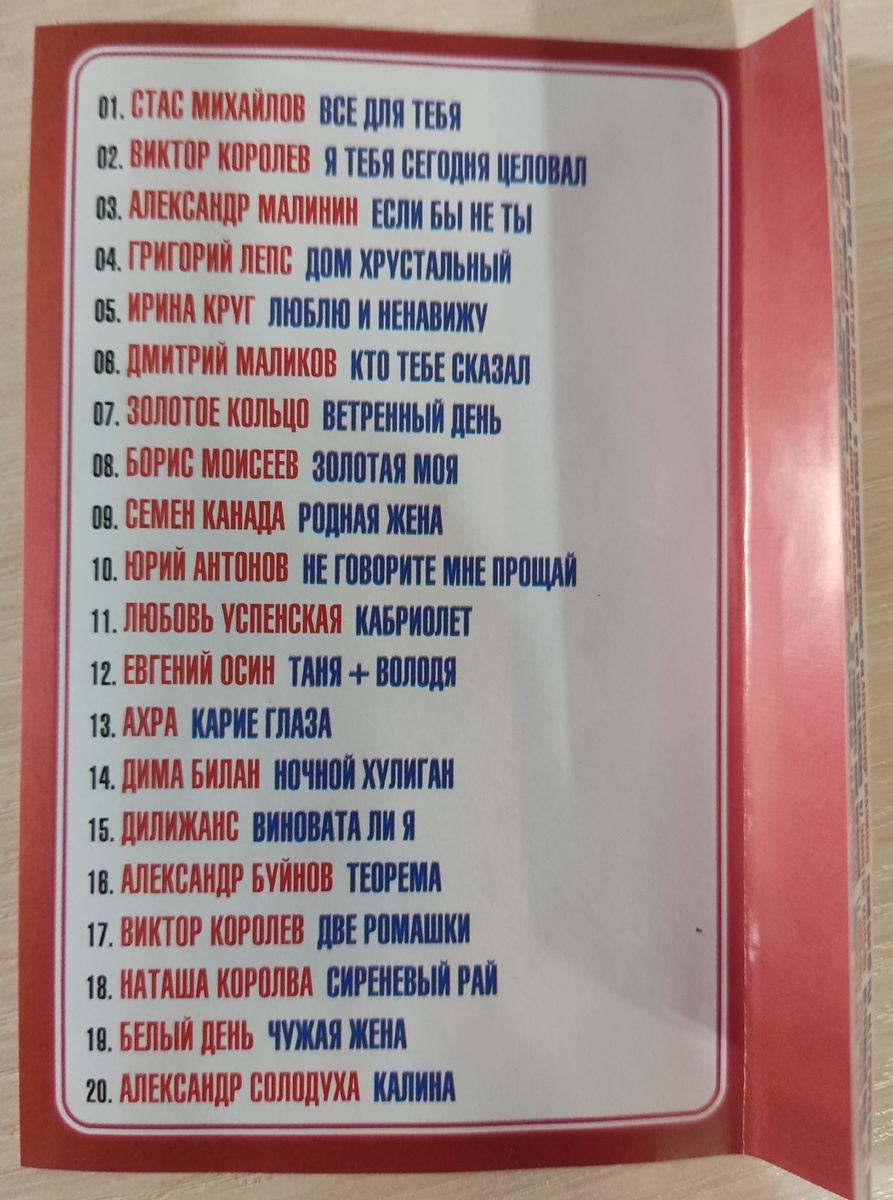 01. СТАС МИХАЙЛОВ ВСЕ ДЛЯ ТЕБЯ
02. ВИКТОР КОРОЛЕВ Я ТЕБЯ СЕГОДНЯ ЦЕЛОВАЛ
03. АЛЕКСАНДР МАЛИНИН ЕСЛИ БЫ НЕ ТЫ
04. ГРИГОРИЙ ЛЕПС ДОМ ХРУСТАЛЬНЫЙ
05. ИРИНА КРУГ ЛЮБЛЮ И НЕНАВИЖУ
06. ДМИТРИЙ МАЛИКОВ КТО ТЕБЕ СКАЗАЛ
07. ЗОЛОТОЕ КОЛЬЦО ВЕТРЕННЫЙ ДЕНЬ
08. БОРИС МОИСЕЕВ ЗОЛОТАЯ МОЯ
09. СЕМЕН КАНАДА РОДНАЯ ЖЕНА
10. ЮРИЙ АНТОНОВ НЕ ГОВОРИТЕ МНЕ ПРОЩАЙ
11. ЛЮБОВЬ УСПЕНСКАЯ КАБРИОЛЕТ
12. ЕВГЕНИЙ ОСИН ТАНЯ + ВОЛОДЯ
13. АХРА КАРИЕ ГЛАЗА
14. ДИМА БИЛАН НОЧНОЙ ХУЛИГАН
15. ДИЛИЖАНС ВИНОВАТА ЛИ Я
16. АЛЕКСАНДР БУЙНОВ ТЕОРЕМА
17. ВИКТОР КОРОЛЕВ ДВЕ РОМАШКИ
18. НАТАША КОРОЛВА СИРЕНЕВЫЙ РАЙ
19. БЕЛЫЙ ДЕНЬ ЧУЖАЯ ЖЕНА
20. АЛЕКСАНДР СОЛОДУХА КАЛИНА